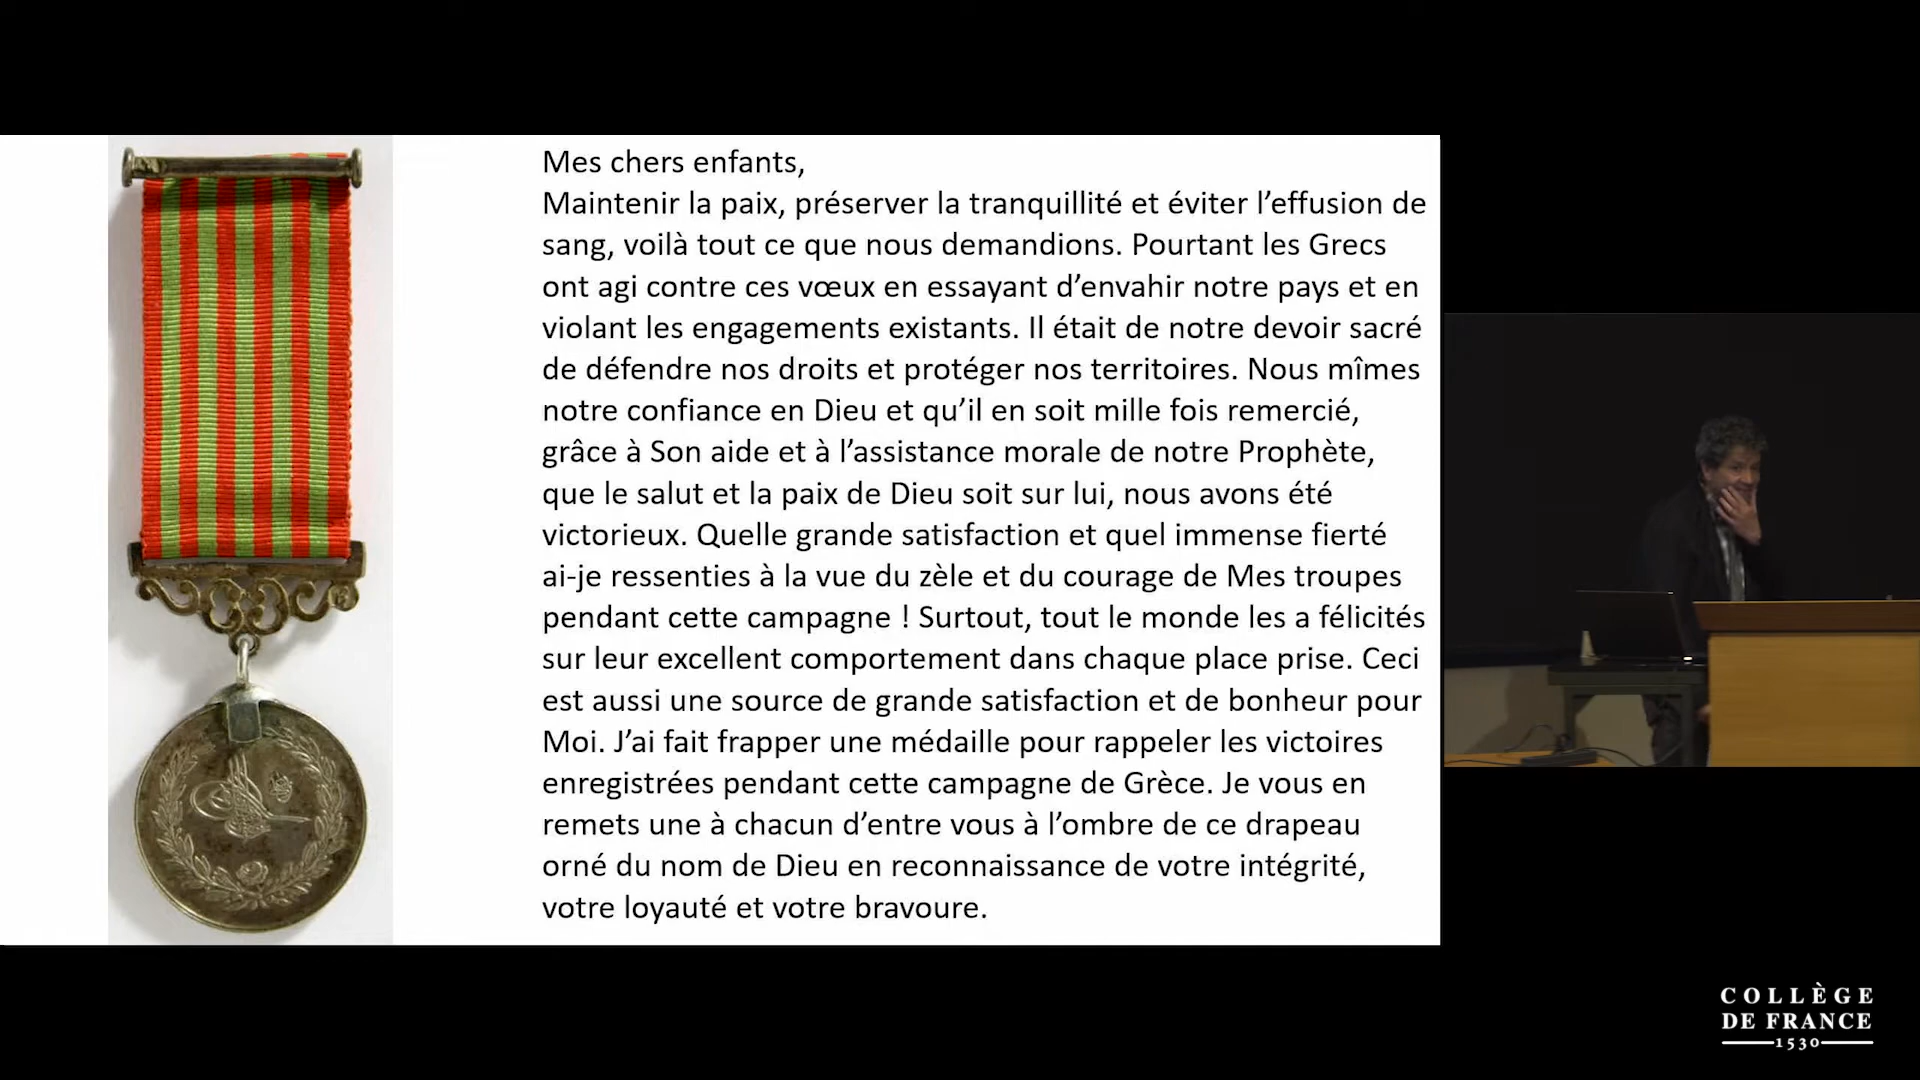 Mes chers enfants,
Maintenir la paix, préserver la tranquillité et éviter l’effusion de
sang, voilà tout ce que nous demandions. Pourtant les Grecs
ont agi contre ces vœux en essayant d’envahir notre pays et en
violant les engagements existants. Il était de notre devoir sacré
de défendre nos droits et protéger nos territoires. Nous mîmes
notre confiance en Dieu et qu’il en soit mille fois remercié,
grâce à Son aide et à l’assistance morale de notre Prophète,
que le salut et la paix de Dieu soit sur lui, nous avons été
victorieux. Quelle grande satisfaction et quel immense fierté
ai-je ressenties à la vue du zèle et du courage de Mes troupes
pendant cette campagne ! Surtout, tout le monde les a félicités
sur leur excellent comportement dans chaque place prise. Ceci
est aussi une source de grande satisfaction et de bonheur pour
Moi. J’ai fait frapper une médaille pour rappeler les victoires
enregistrées pendant cette campagne de Grèce. Je vous en
remets une à chacun d’entre vous à l’ombre de ce drapeau
orné du nom de Dieu en reconnaissance de votre intégrité,
votre loyauté et votre bravoure.
COLLÈGE
DE FRANCE
1530